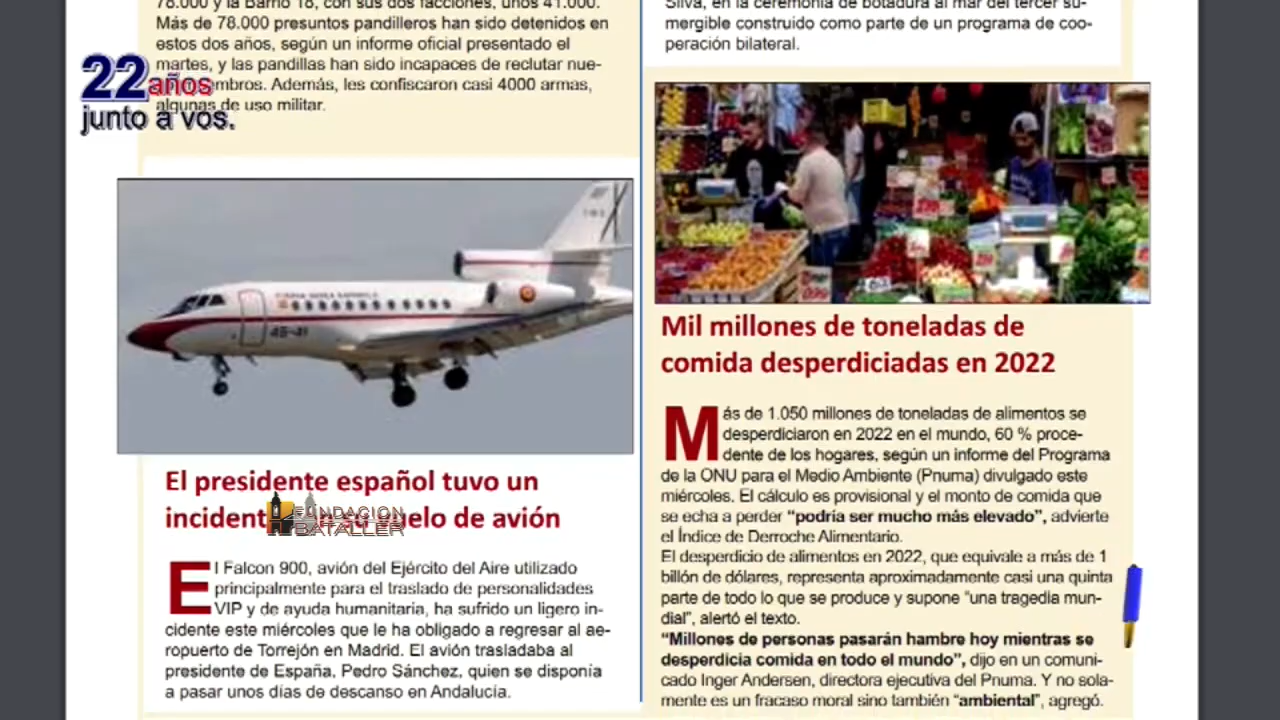 78.000 y la Barrio 18, con sus dos facciones, unos 41.000.
Más de 78.000 presuntos pandilleros han sido detenidos en
estos dos años, según un informe oficial presentado el
martes, y las pandillas han sido incapaces de reclutar nue-
embros. Además, les confiscaron casi 4000 armas,
algunas de uso militar.
22 años
junto a vos.
45-41
El presidente español tuvo un
incidente en su vuelo de avión
FUNDACION
BATALLER
El Falcon 900, avión del Ejército del Aire utilizado
principalmente para el traslado de personalidades
VIP y de ayuda humanitaria, ha sufrido un ligero in-
cidente este miércoles que le ha obligado a regresar al ae-
ropuerto de Torrejón en Madrid. El avión trasladaba al
presidente de España, Pedro Sánchez, quien se disponía
a pasar unos días de descanso en Andalucía.
Silva, en la ceremonia de botadura al mar del tercer su-
mergible construido como parte de un programa de coo-
peración bilateral.
Mil millones de toneladas de
comida desperdiciadas en 2022
Más de 1.050 millones de toneladas de alimentos se
desperdiciaron en 2022 en el mundo, 60 % proce-
dente de los hogares, según un informe del Programa
de la ONU para el Medio Ambiente (Pnuma) divulgado este
miércoles. El cálculo es provisional y el monto de comida que
se echa a perder “podría ser mucho más elevado”, advierte
el Índice de Derroche Alimentario.
El desperdicio de alimentos en 2022, que equivale a más de 1
billón de dólares, representa aproximadamente casi una quinta
parte de todo lo que se produce y supone “una tragedia mun-
dial”, alertó el texto.
“Millones de personas pasarán hambre hoy mientras se
desperdicia comida en todo el mundo”, dijo en un comuni-
cado Inger Andersen, directora ejecutiva del Pnuma. Y no sola-
mente es un fracaso moral sino también “ambiental”, agregó.